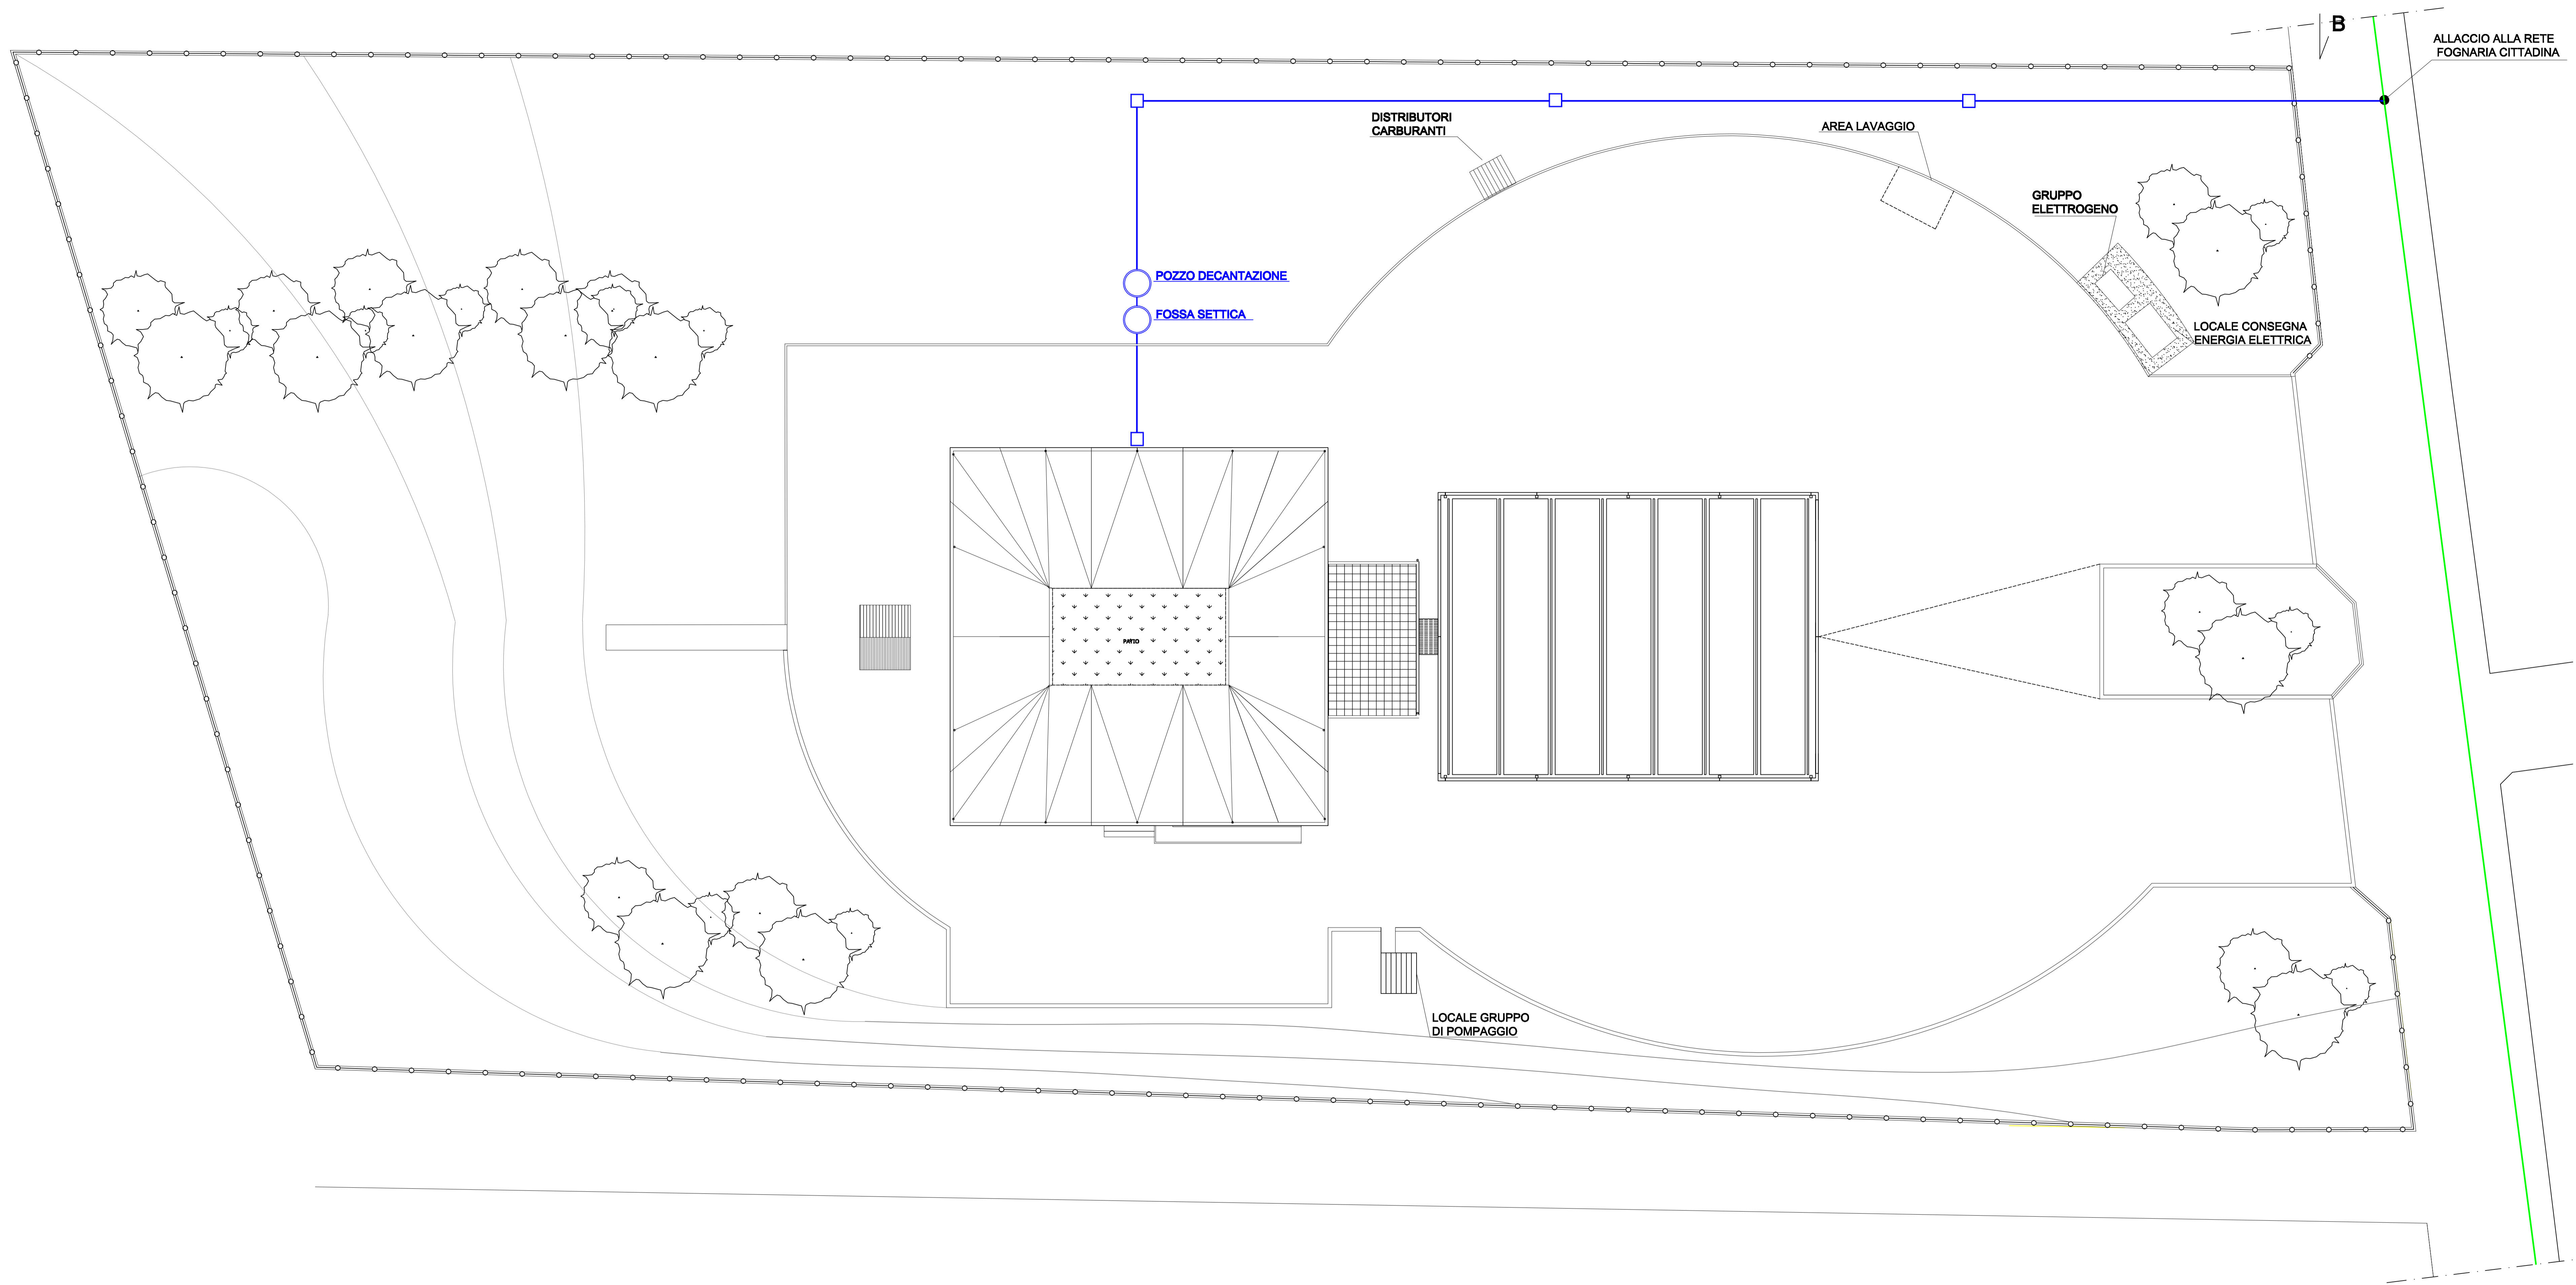 B
ALLACCIO ALLA RETE
FOGNARIA CITTADINA
DISTRIBUTORI
CARBURANTI
AREA LAVAGGIO
GRUPPO
ELETTROGENO
POZZO DECANTAZIONE
FOSSA SETTICA
LOCALE CONSEGNA
ENERGIA ELETTRICA
PATIO
LOCALE GRUPPO
DI POMPAGGIO